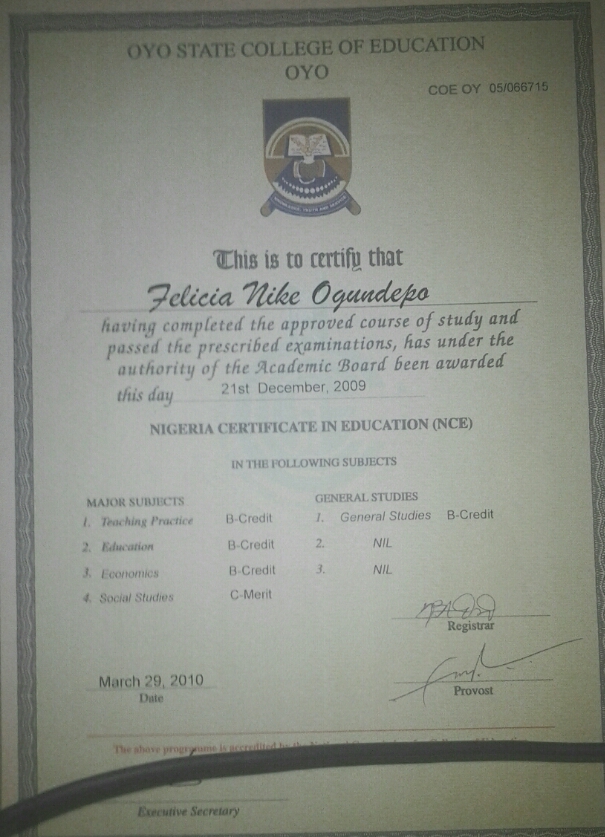 OYO STATE COLLEGE OF EDUCATION
OYO
COE OY 05/066715
This is to certify that
Felicia Nike Ogundepo
having completed the approved course of study and
passed the prescribed examinations, has under the
authority of the Academic Board been awarded
this day 21st December, 2009
NIGERIA CERTIFICATE IN EDUCATION (NCE)
IN THE FOLLOWING SUBJECTS
MAJOR SUBJECTS
1. Teaching Practice B-Credit
2. Education B-Credit
3. Economics B-Credit
4. Social Studies C-Merit
GENERAL STUDIES
1. General Studies B-Credit
2. NIL
3. NIL
Registrar
March 29, 2010
Date
Provost
The above programme is accredited by the
Executive Secretary